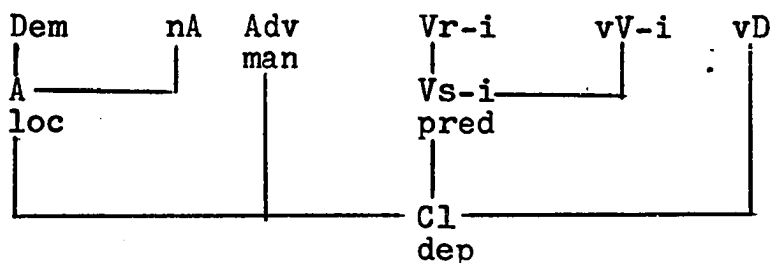 Dem nA Adv Vr-i vV-i vD
man
A Vs-i
loc pred
Cl
dep